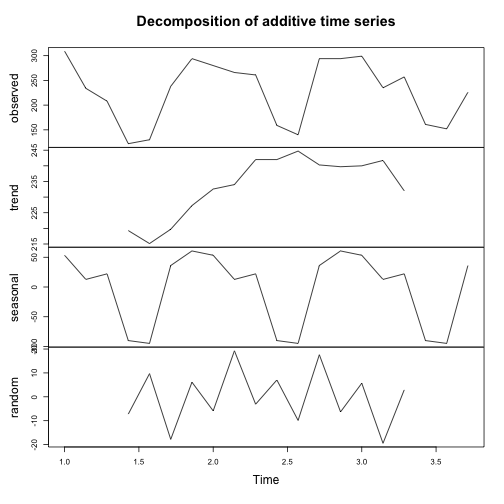 Decomposition of additive time series
observed
150 200 250 300
trend
215 225 235 245
seasonal
-50 0 50
random
-20 -10 0 10
1.0 1.5 2.0 2.5 3.0 3.5
Time